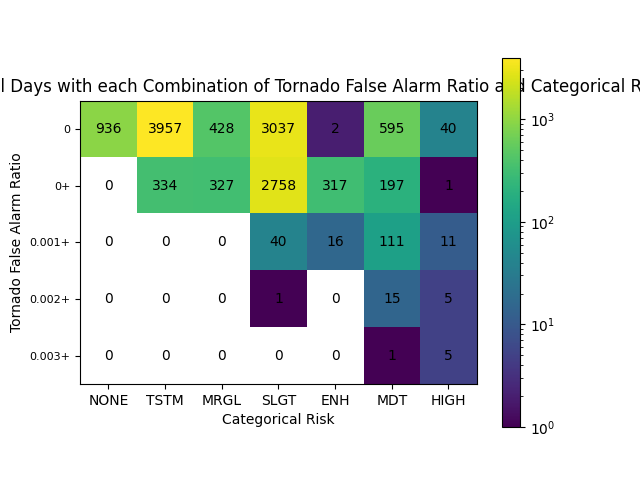 l Days with each Combination of Tornado False Alarm Ratio and Categorical R
Tornado False Alarm Ratio
0 936 3957 428 3037 2 595 40
0+ 0 334 327 2758 317 197 1
0.001+ 0 0 0 40 16 111 11
0.002+ 0 0 0 1 0 15 5
0.003+ 0 0 0 0 0 1 5
NONE TSTM MRGL SLGT ENH MDT HIGH
Categorical Risk
10³
10²
10¹
10⁰